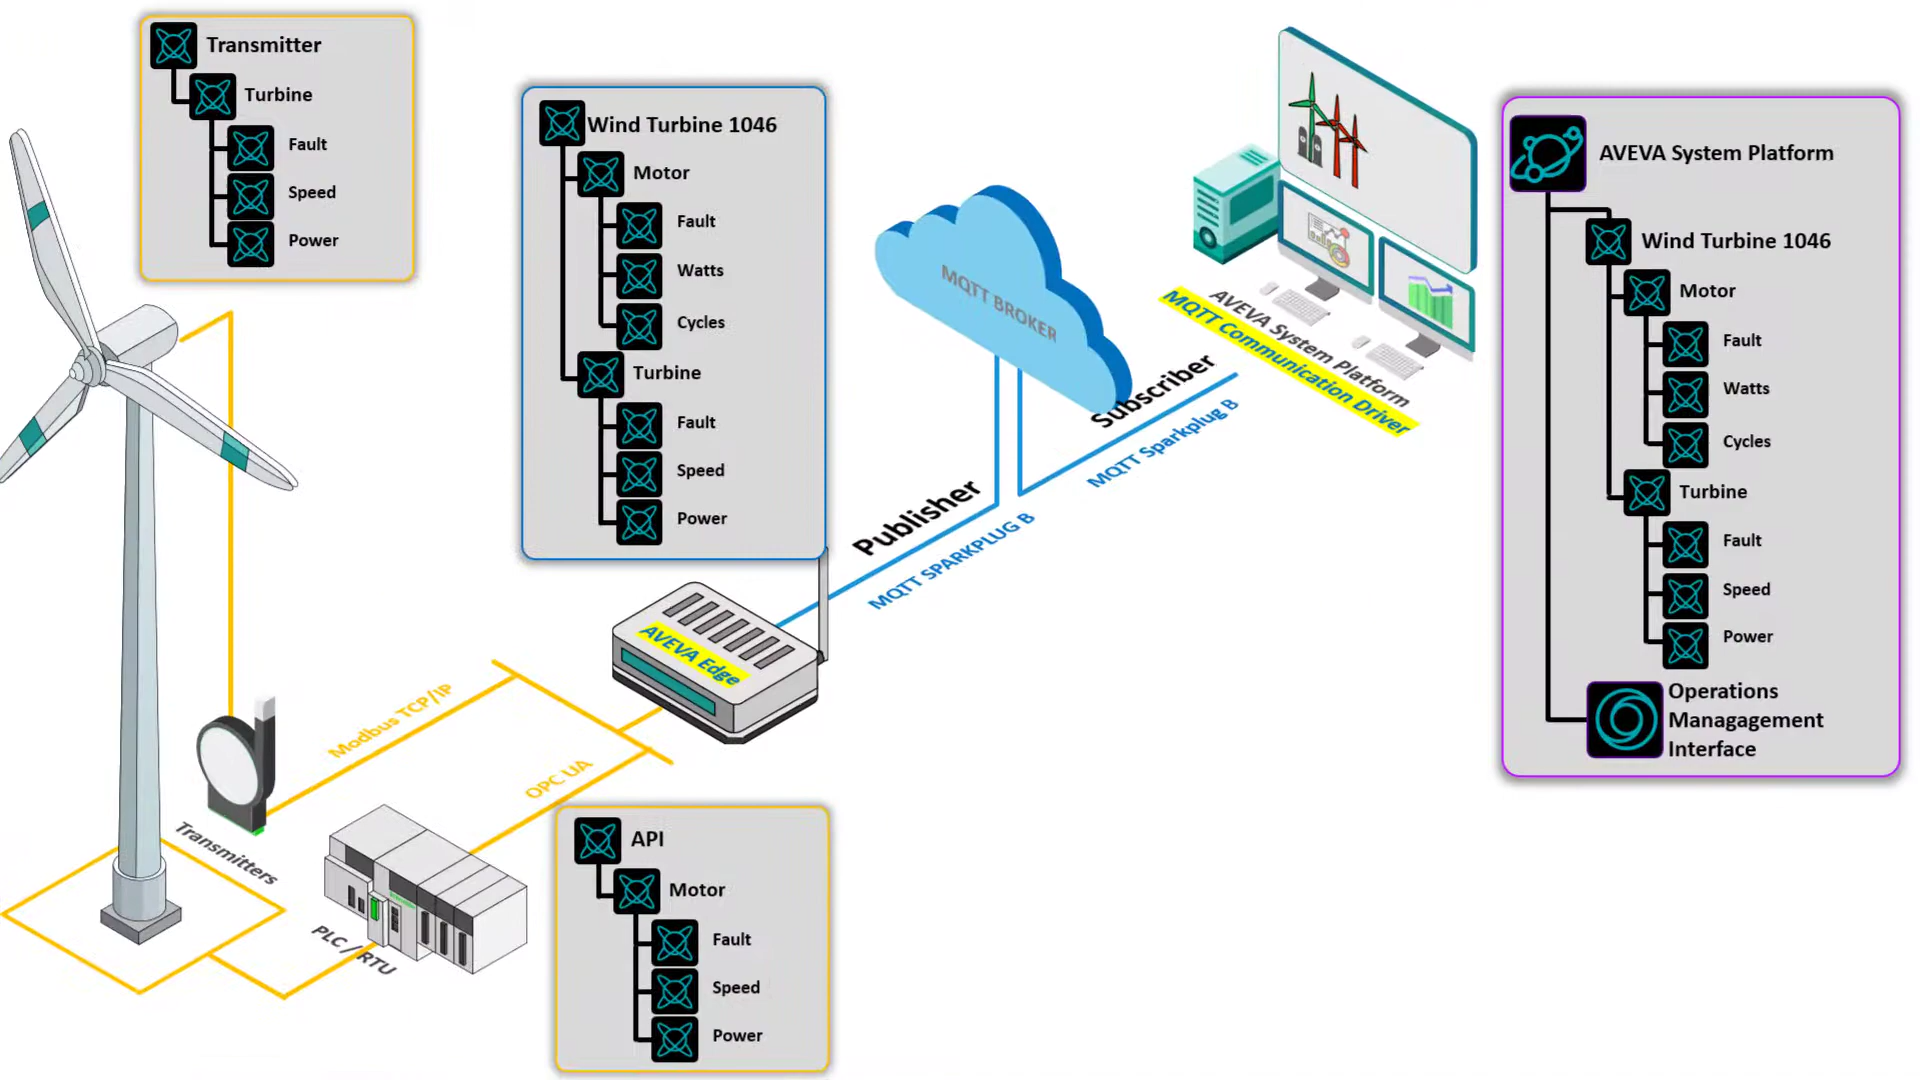 Transmitter
Turbine
Fault
Speed
Power
Wind Turbine 1046
Motor
Fault
Watts
Cycles
Turbine
Fault
Speed
Power
MQTT BROKER
AVEVA System Platform
MQTT Communication Driver
Subscriber
MQTT Sparkplug B
Publisher
MQTT SPARKPLUG B
AVEVA Edge
Modbus TCP/IP
OPC UA
Transmitters
PLC / RTU
API
Motor
Fault
Speed
Power
AVEVA System Platform
Wind Turbine 1046
Motor
Fault
Watts
Cycles
Turbine
Fault
Speed
Power
Operations
Managagement
Interface